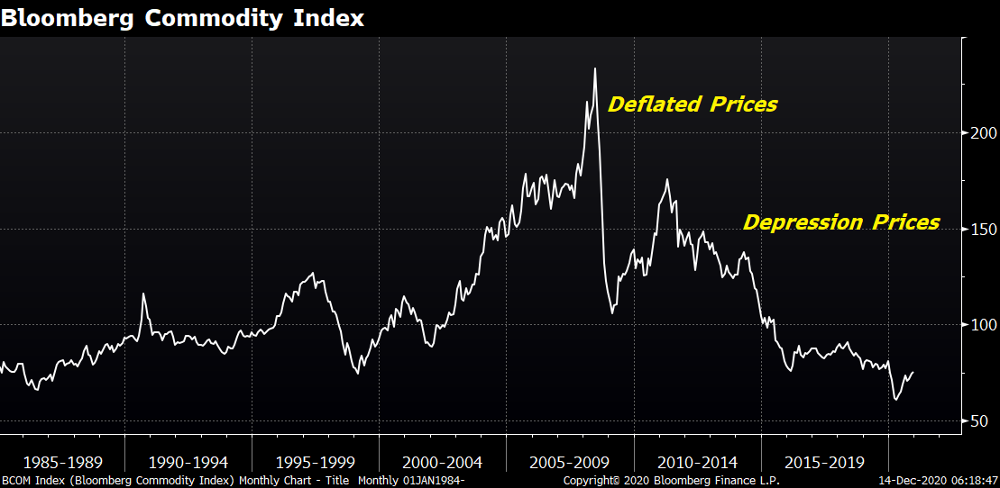 Bloomberg Commodity Index
Deflated Prices
200
Depression Prices
150
100
50
1985-1989 1990-1994 1995-1999 2000-2004 2005-2009 2010-2014 2015-2019
BCOM Index (Bloomberg Commodity Index) Monthly Chart - Title Monthly 01JAN1984- Copyright© 2020 Bloomberg Finance L.P. 14-Dec-2020 06:18:47